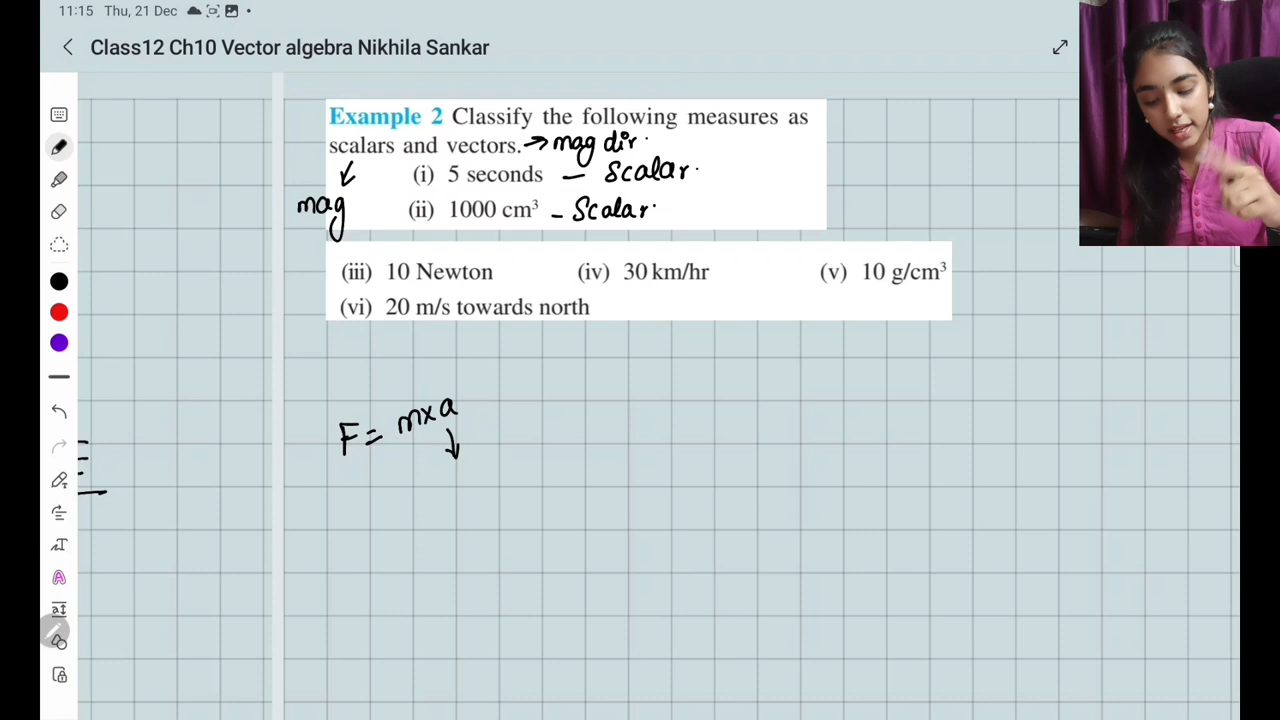 11:15 Thu, 21 Dec
Class12 Ch10 Vector algebra Nikhila Sankar
Example 2 Classify the following measures as
scalars and vectors. → mag dir.
(i) 5 seconds – Scalar.
mag
(ii) 1000 cm³ - Scalar.
(iii) 10 Newton (iv) 30 km/hr (v) 10 g/cm³
(vi) 20 m/s towards north
F = m×a